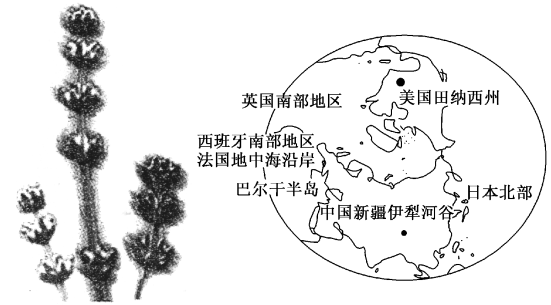 英国南部地区
美国田纳西州
西班牙南部地区
法国地中海沿岸
巴尔干半岛
日本北部
中国新疆伊犁河谷